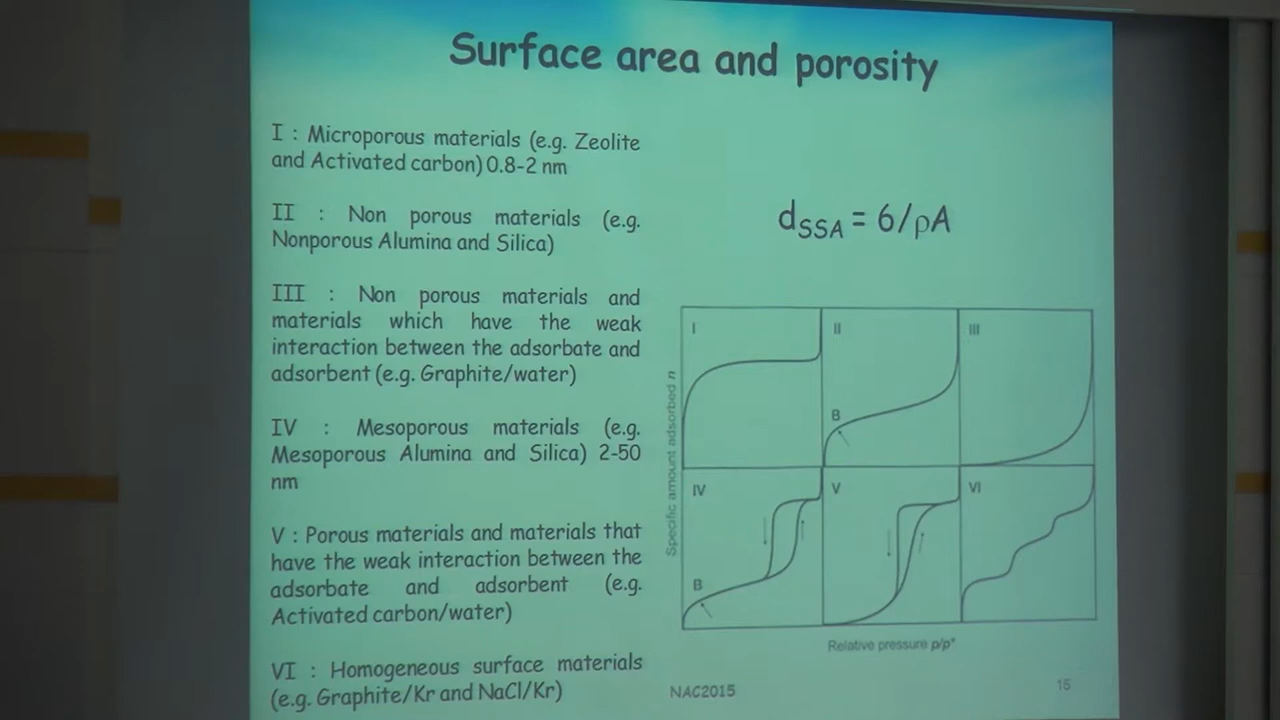 Surface area and porosity
I : Microporous materials (e.g. Zeolite
and Activated carbon) 0.8-2 nm
II : Non porous materials (e.g.
Nonporous Alumina and Silica)
III : Non porous materials and
materials which have the weak
interaction between the adsorbate and
adsorbent (e.g. Graphite/water)
IV : Mesoporous materials (e.g.
Mesoporous Alumina and Silica) 2-50
nm
V : Porous materials and materials that
have the weak interaction between the
adsorbate and adsorbent (e.g.
Activated carbon/water)
VI : Homogeneous surface materials
(e.g. Graphite/Kr and NaCl/Kr)
dSSA = 6/ρA
Specific amount adsorbed n
I II III
B
IV V VI
B
Relative pressure p/p°
NAC2015
15